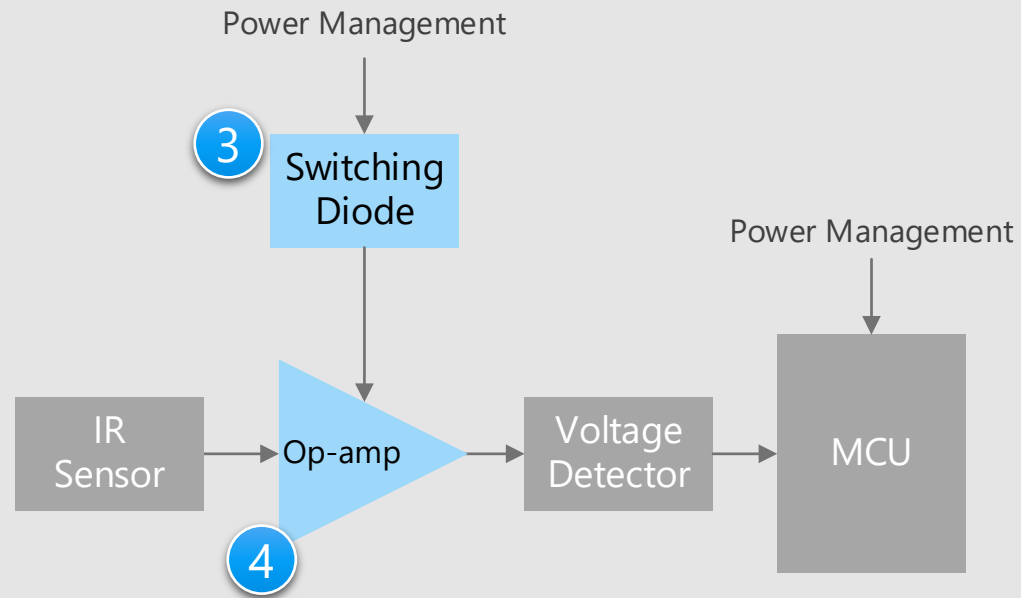 Power Management
3
Switching
Diode
Power Management
IR
Sensor
Op-amp
Voltage
Detector
MCU
4